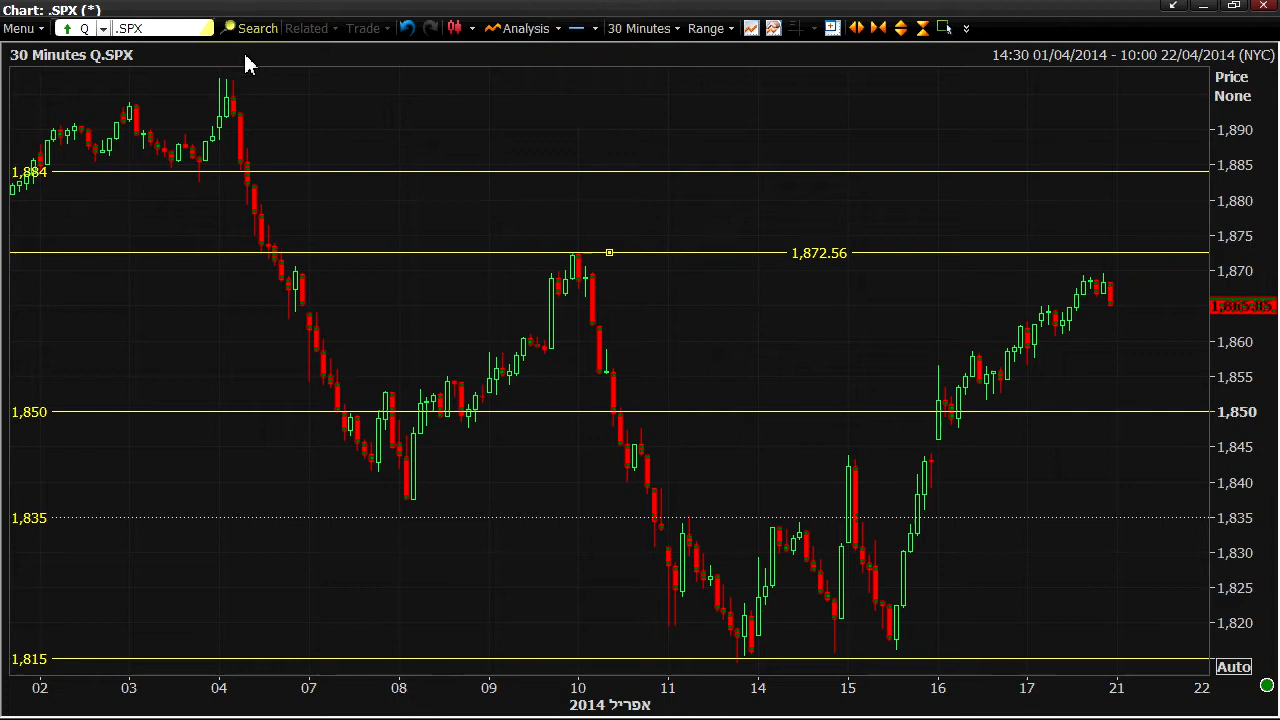 Chart: .SPX (*)
Menu Q .SPX Search Related Trade Analysis 30 Minutes Range
30 Minutes Q.SPX 14:30 01/04/2014 - 10:00 22/04/2014 (NYC)
Price
None
1,890
1,885
1,884
1,880
1,875
1,872.56
1,870
1,860
1,855
1,850 1,850
1,845
1,840
1,835 1,835
1,830
1,825
1,820
1,815
Auto
02 03 04 07 08 09 10 11 14 15 16 17 21 22
אפריל 2014